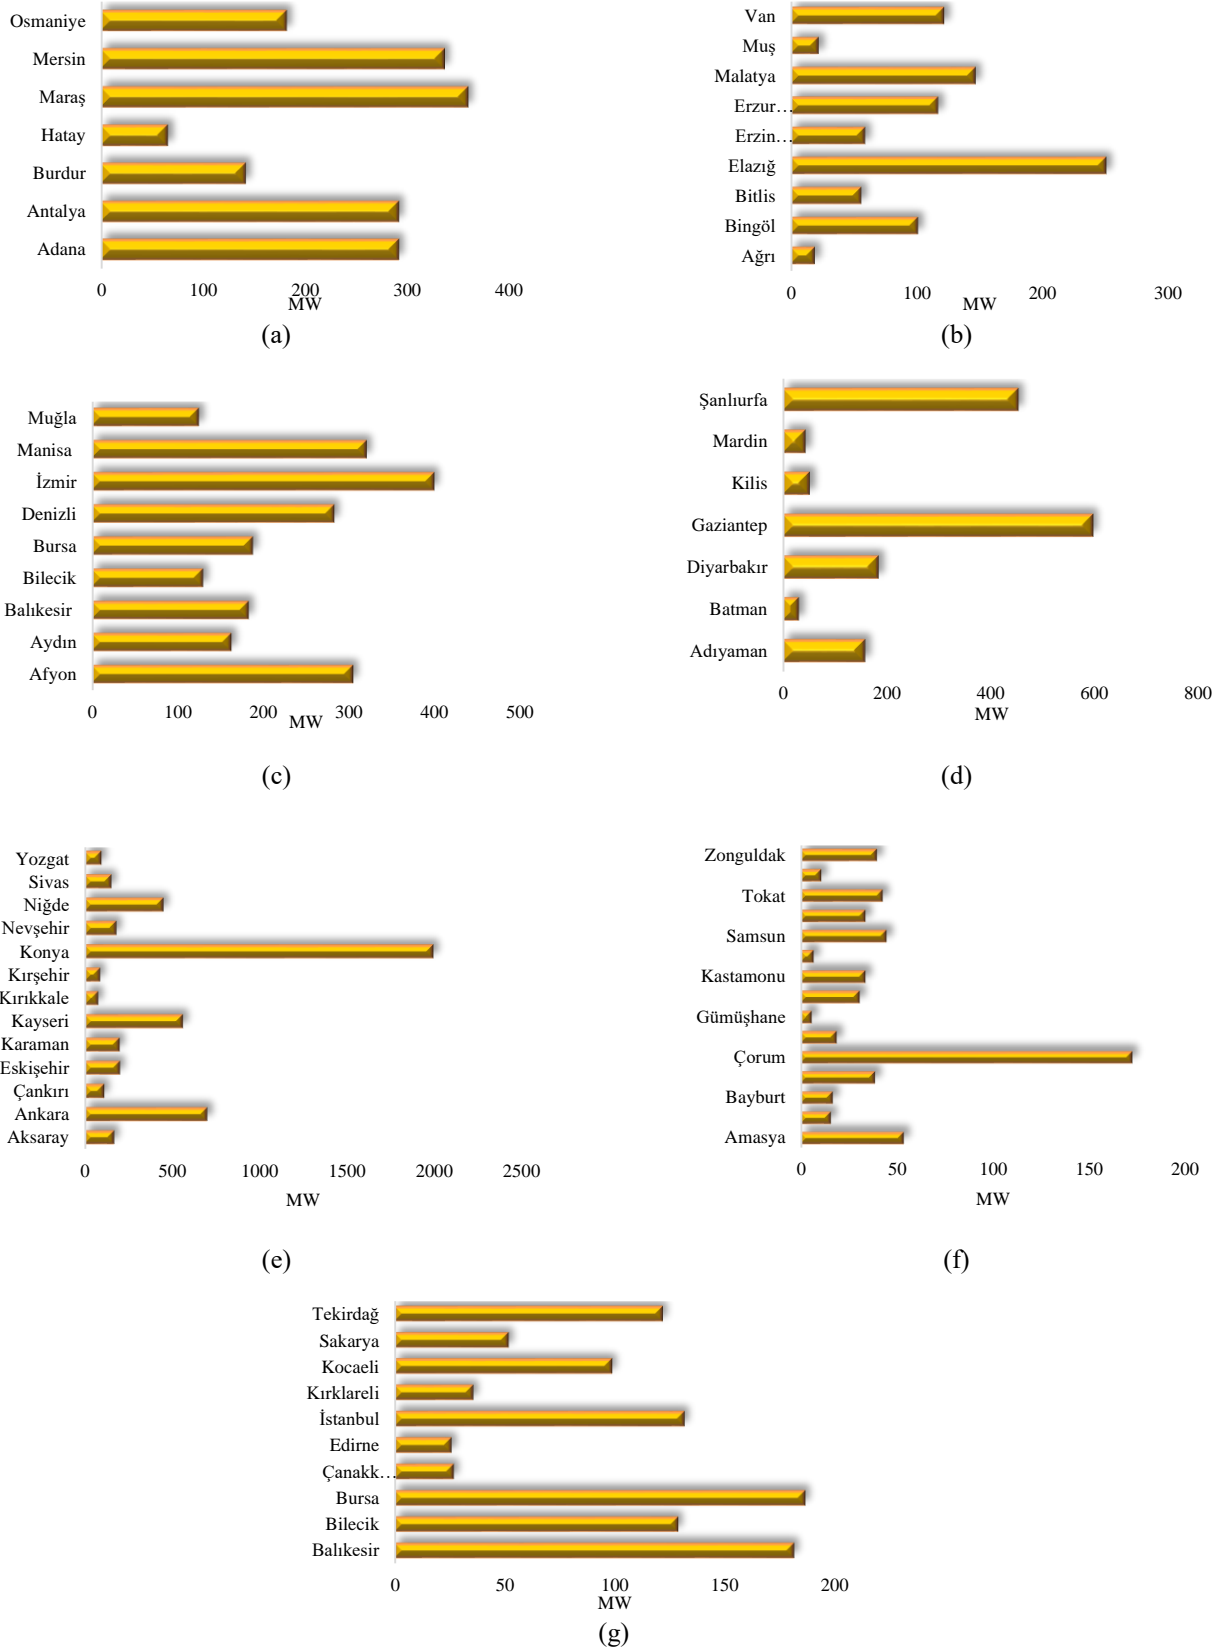 Osmaniye
Mersin
Maraş
Hatay
Burdur
Antalya
Adana
0 100 200 300 400
MW
(a)
Van
Muş
Malatya
Erzur…
Erzin…
Elazığ
Bitlis
Bingöl
Ağrı
0 100 200 300
MW
(b)
Muğla
Manisa
İzmir
Denizli
Bursa
Bilecik
Balıkesir
Aydın
Afyon
0 100 200 300 400 500
MW
(c)
Şanlıurfa
Mardin
Kilis
Gaziantep
Diyarbakır
Batman
Adıyaman
0 200 400 600 800
MW
(d)
Yozgat
Sivas
Niğde
Nevşehir
Konya
Kırşehir
Kırıkkale
Kayseri
Karaman
Eskişehir
Çankırı
Ankara
Aksaray
0 500 1000 1500 2000 2500
MW
(e)
Zonguldak
Tokat
Samsun
Kastamonu
Gümüşhane
Çorum
Bayburt
Amasya
0 50 100 150 200
MW
(f)
Tekirdağ
Sakarya
Kocaeli
Kırklareli
İstanbul
Edirne
Çanakk…
Bursa
Bilecik
Balıkesir
0 50 100 150 200
MW
(g)